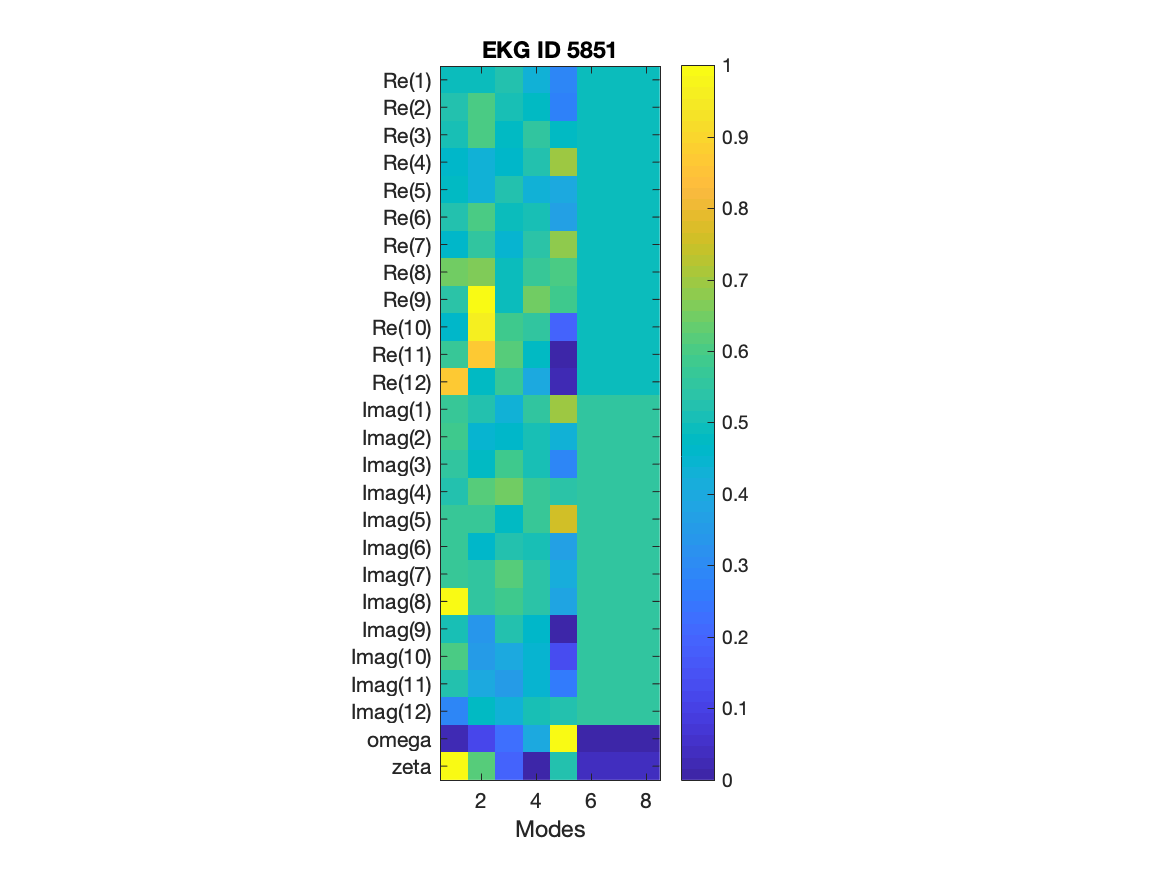 EKG ID 5851
Re(1)
Re(2)
Re(3)
Re(4)
Re(5)
Re(6)
Re(7)
Re(8)
Re(9)
Re(10)
Re(11)
Re(12)
Imag(1)
Imag(2)
Imag(3)
Imag(4)
Imag(5)
Imag(6)
Imag(7)
Imag(8)
Imag(9)
Imag(10)
Imag(11)
Imag(12)
omega
zeta
2 4 6 8
Modes
1
0.9
0.8
0.7
0.6
0.5
0.4
0.3
0.2
0.1
0